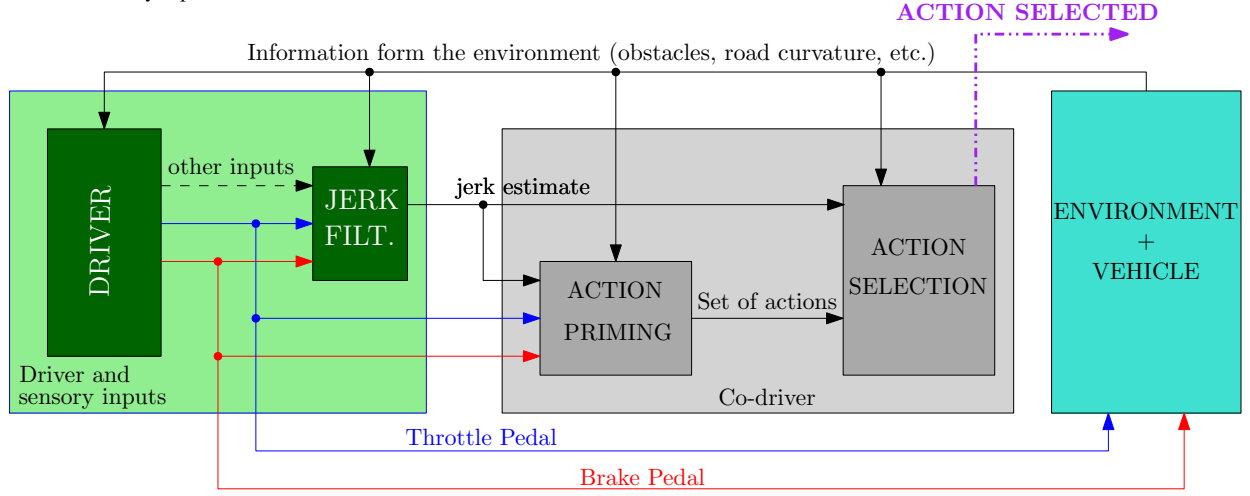 ACTION SELECTED
Information form the environment (obstacles, road curvature, etc.)
other inputs
DRIVER
JERK
FILT.
jerk estimate
ACTION
PRIMING
Set of actions
ACTION
SELECTION
ENVIRONMENT
+
VEHICLE
Driver and
sensory inputs
Co-driver
Throttle Pedal
Brake Pedal